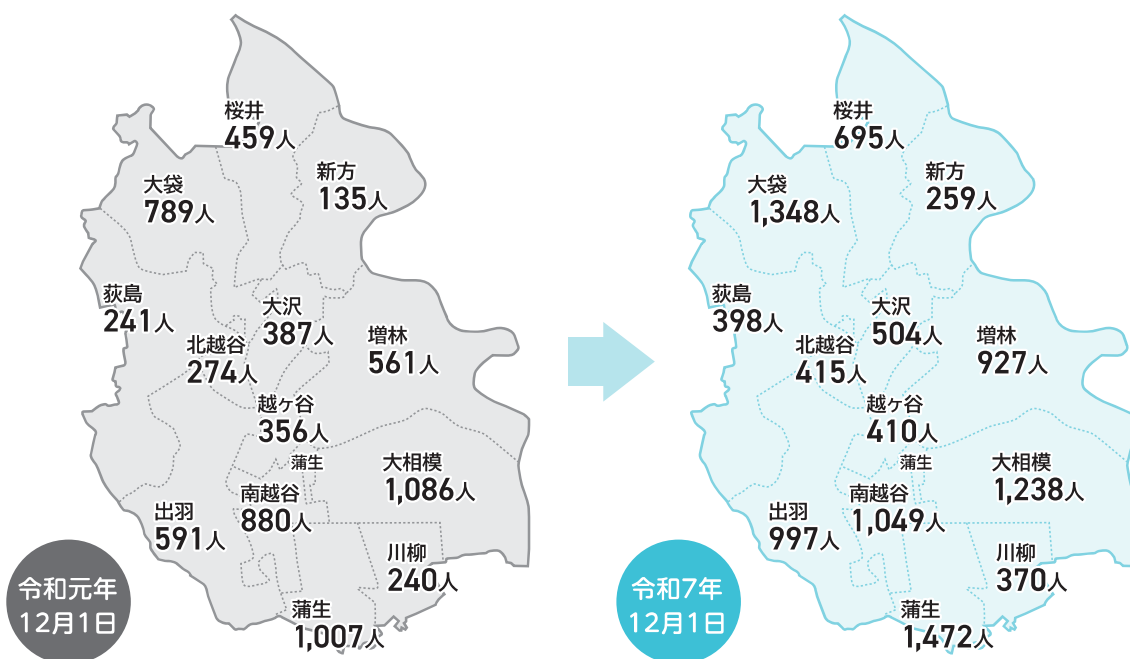 桜井
459人
新方
135人
大袋
789人
荻島
241人
大沢
387人
増林
561人
北越谷
274人
越ヶ谷
356人
蒲生
大相模
1,086人
南越谷
880人
出羽
591人
川柳
240人
蒲生
1,007人
令和元年
12月1日
桜井
695人
新方
259人
大袋
1,348人
荻島
398人
大沢
504人
増林
927人
北越谷
415人
越ヶ谷
410人
蒲生
大相模
1,238人
南越谷
1,049人
出羽
997人
川柳
370人
蒲生
1,472人
令和7年
12月1日